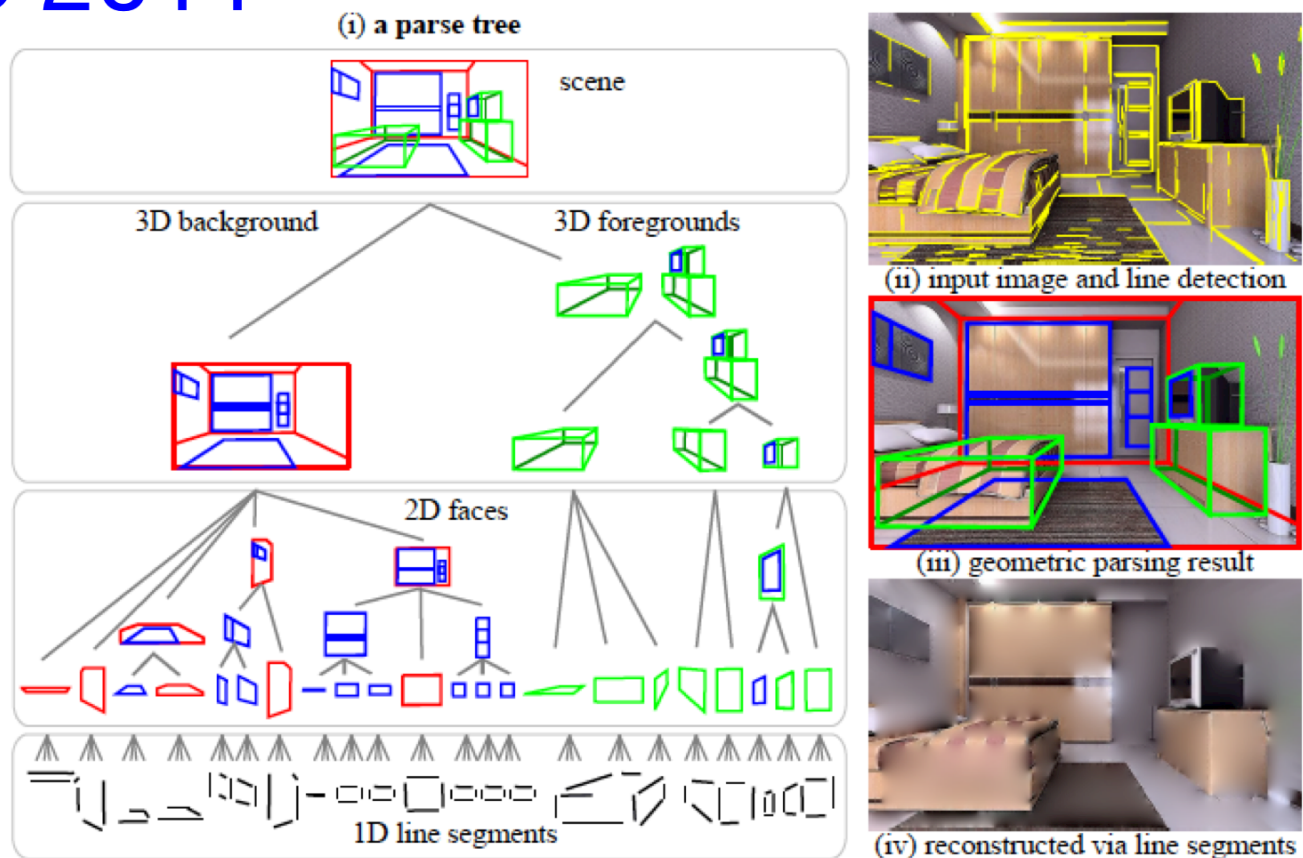 2011
(i) a parse tree
scene
3D background
3D foregrounds
2D faces
1D line segments
(ii) input image and line detection
(iii) geometric parsing result
(iv) reconstructed via line segments